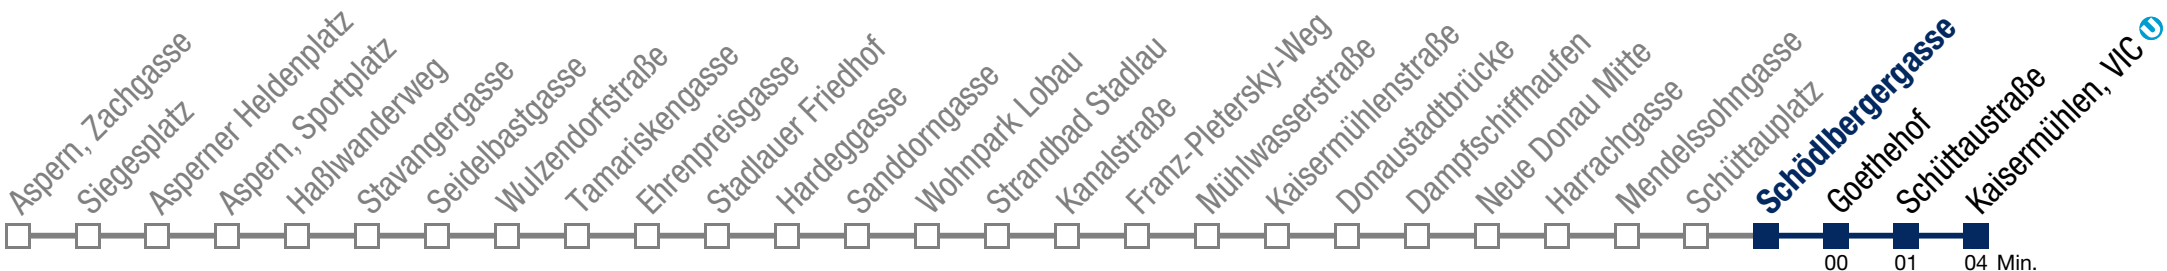 Aspern, Zachgasse
Siegesplatz
Asperner Heldenplatz
Aspern, Sportplatz
Haßlwanderweg
Stavangergasse
Seidelbastgasse
Wulzendorfstraße
Tamariskengasse
Ehrenpreisgasse
Stadlauer Friedhof
Hardeggasse
Sanddorngasse
Wohnpark Lobau
Strandbad Stadlau
Kanalstraße
Franz-Pletersky-Weg
Mühlwasserstraße
Kaisermühlenstraße
Donaustadtbrücke
Dampfschiffhaufen
Neue Donau Mitte
Harrachgasse
Mendelssohngasse
Schüttauplatz
Schödlbergergasse
Goethehof
Schüttaustraße
Kaisermühlen, VIC U
00 01 04 Min.